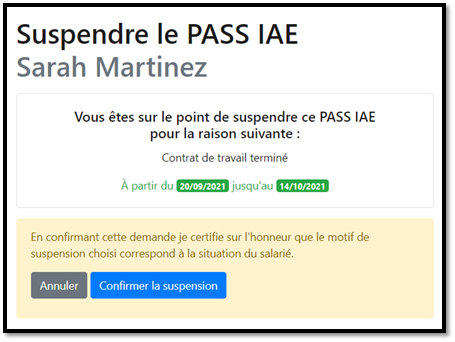 Suspendre le PASS IAE
Sarah Martinez
Vous êtes sur le point de suspendre ce PASS IAE
pour la raison suivante :
Contrat de travail terminé
À partir du 20/09/2021 jusqu'au 14/10/2021
En confirmant cette demande je certifie sur l'honneur que le motif de
suspension choisi correspond à la situation du salarié.
Annuler Confirmer la suspension